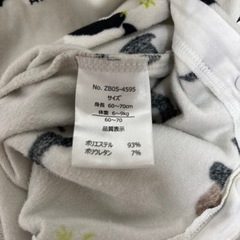 No. ZB05-4595
サイズ
身長: 60~70cm
体重: 6~9kg
60~70
品質表示
ポリエステル 93%
ポリウレタン 7%